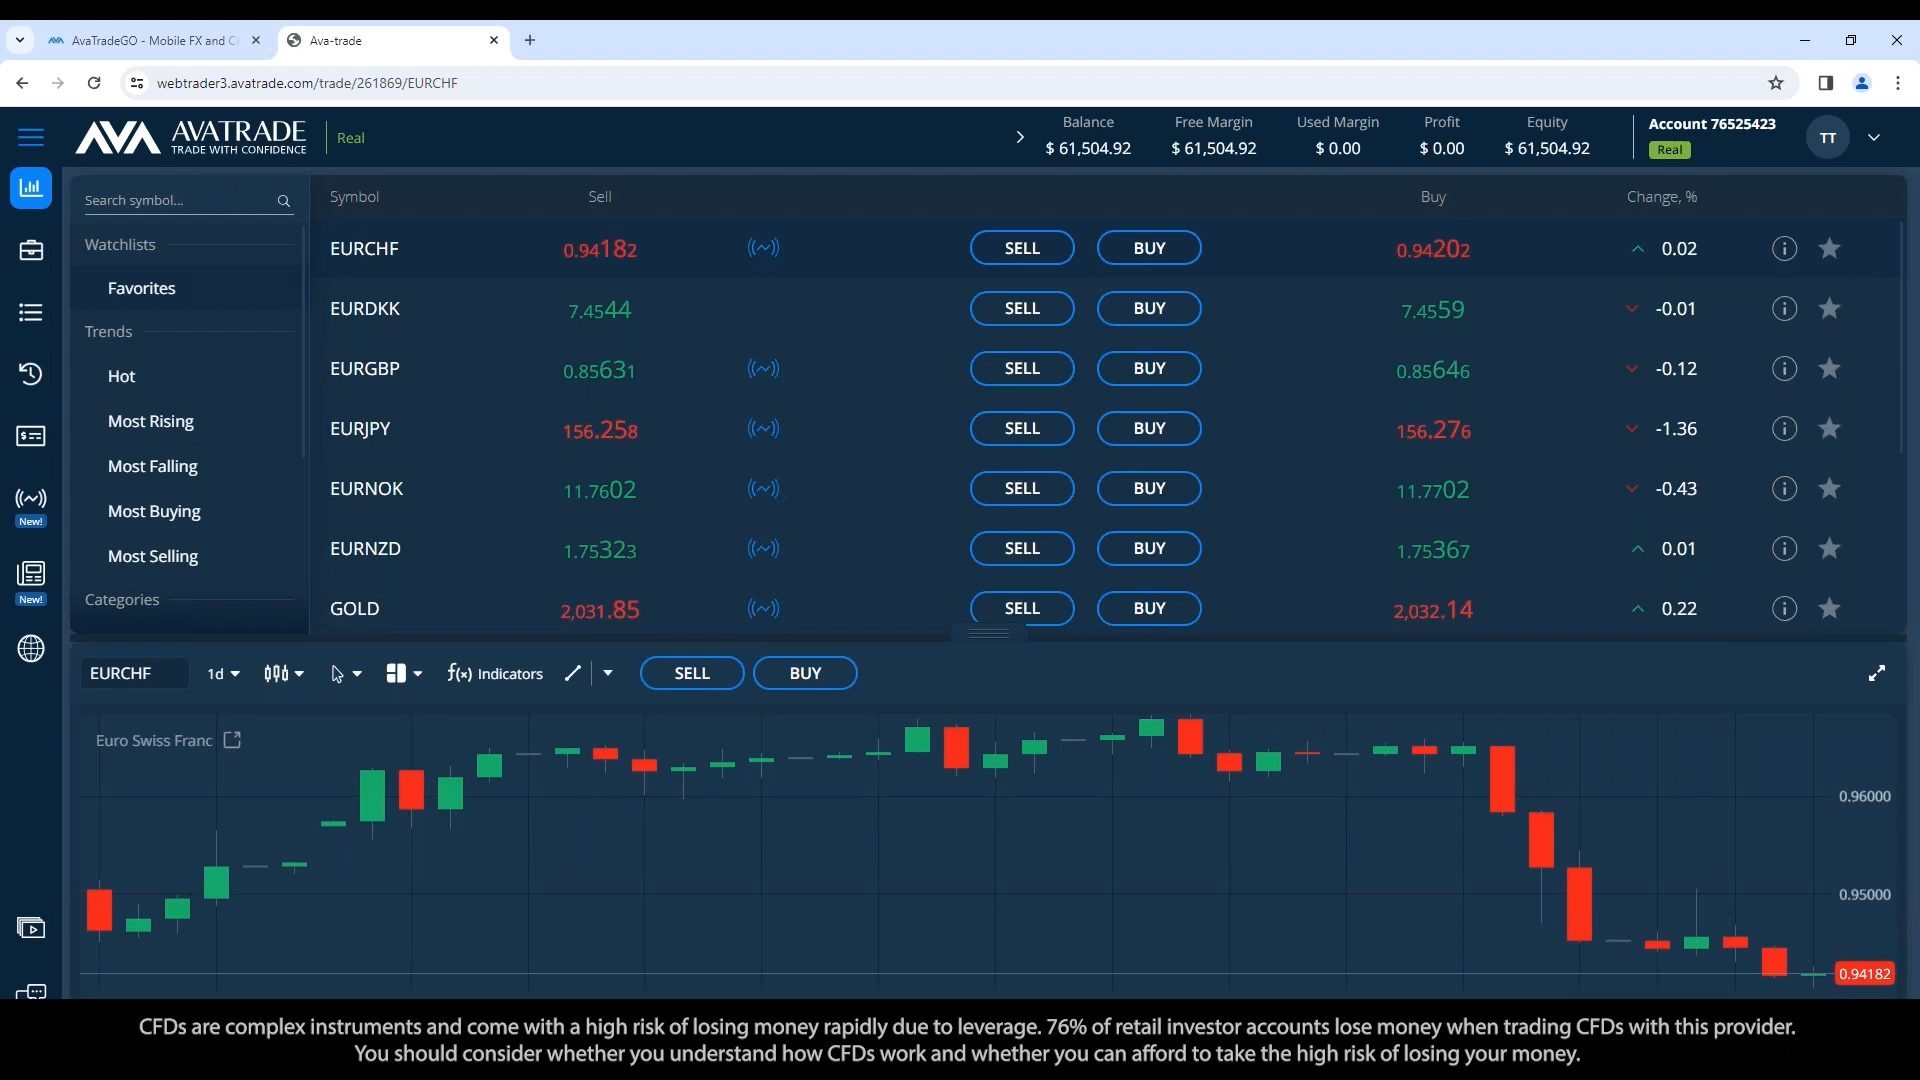 AvaTradeGO - Mobile FX and C
Ava-trade
webtrader3.avatrade.com/trade/261869/EURCHF
AVA AVATRADE
TRADE WITH CONFIDENCE
Real
Balance Free Margin Used Margin Profit Equity
$ 61,504.92 $ 61,504.92 $ 0.00 $ 0.00 $ 61,504.92
Account 76525423
Real
TT
Search symbol...
Watchlists
Favorites
Trends
Hot
Most Rising
Most Falling
Most Buying
Most Selling
Categories
New!
New!
Symbol Sell Buy Change, %
EURCHF 0.94182 SELL BUY 0.94202 0.02
EURDKK 7.4544 SELL BUY 7.4559 -0.01
EURGBP 0.85631 SELL BUY 0.85646 -0.12
EURJPY 156.258 SELL BUY 156.276 -1.36
EURNOK 11.7602 SELL BUY 11.7702 -0.43
EURNZD 1.75323 SELL BUY 1.75367 0.01
GOLD 2,031.85 SELL BUY 2,032.14 0.22
EURCHF 1d f(x) Indicators SELL BUY
Euro Swiss Franc
0.96000
0.95000
0.94182
CFDs are complex instruments and come with a high risk of losing money rapidly due to leverage. 76% of retail investor accounts lose money when trading CFDs with this provider.
You should consider whether you understand how CFDs work and whether you can afford to take the high risk of losing your money.